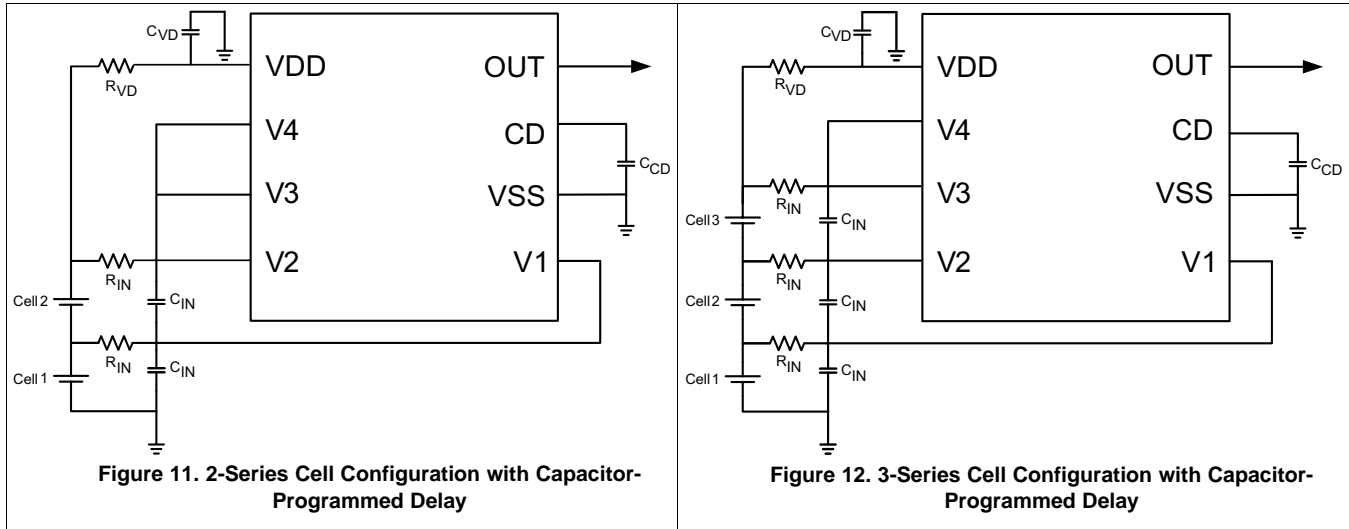 CVD
VDD
OUT
RVD
V4
CD
CCD
V3
VSS
V2
V1
RIN
Cell 2
CIN
RIN
Cell 1
CIN
Figure 11. 2-Series Cell Configuration with Capacitor-
Programmed Delay
CVD
VDD
OUT
RVD
V4
CD
CCD
V3
VSS
RIN
Cell 3
CIN
V2
V1
RIN
Cell 2
CIN
RIN
Cell 1
CIN
Figure 12. 3-Series Cell Configuration with Capacitor-
Programmed Delay